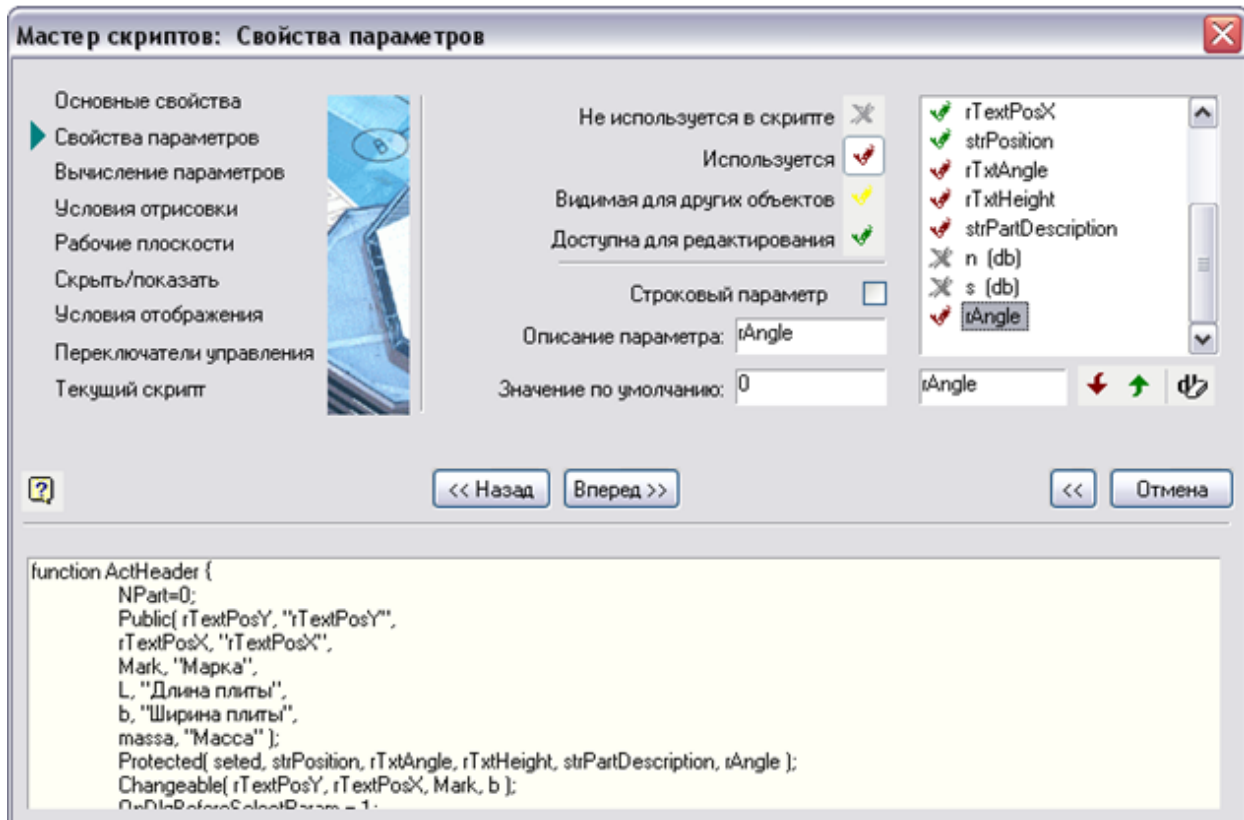 Мастер скриптов: Свойства параметров
Основные свойства
Свойства параметров
Вычисление параметров
Условия отрисовки
Рабочие плоскости
Скрыть/показать
Условия отображения
Переключатели управления
Текущий скрипт
Не используется в скрипте
Используется
Видимая для других объектов
Доступна для редактирования
Строковый параметр
Описание параметра: rAngle
Значение по умолчанию: 0
rTextPosX
strPosition
rTxtAngle
rTxtHeight
strPartDescription
n (db)
s (db)
rAngle
rAngle
<< Назад
Вперед >>
<<
Отмена
function ActHeader {
NPart=0;
Public( rTextPosY, "rTextPosY",
rTextPosX, "rTextPosX",
Mark, "Марка",
L, "Длина плиты",
b, "Ширина плиты",
massa, "Масса" );
Protected( seted, strPosition, rTxtAngle, rTxtHeight, strPartDescription, rAngle );
Changeable( rTextPosY, rTextPosX, Mark, b );
OnDlgBeforeSelectParam = 1;